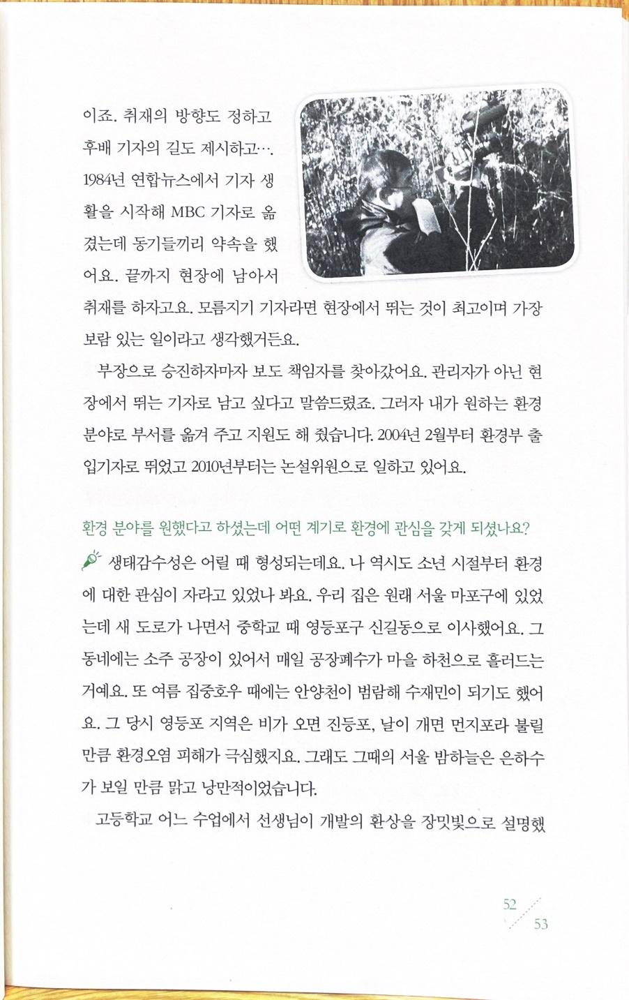 이죠. 취재의 방향도 정하고
후배 기자의 길도 제시하고….
1984년 연합뉴스에서 기자 생
활을 시작해 MBC 기자로 옮
겼는데 동기들끼리 약속을 했
어요. 끝까지 현장에 남아서
취재를 하자고요. 모름지기 기자라면 현장에서 뛰는 것이 최고이며 가장
보람 있는 일이라고 생각했거든요.
부장으로 승진하자마자 보도 책임자를 찾아갔어요. 관리자가 아닌 현
장에서 뛰는 기자로 남고 싶다고 말씀드렸죠. 그러자 내가 원하는 환경
분야로 부서를 옮겨 주고 지원도 해 줬습니다. 2004년 2월부터 환경부 출
입기자로 뛰었고 2010년부터는 논설위원으로 일하고 있어요.
환경 분야를 원했다고 하셨는데 어떤 계기로 환경에 관심을 갖게 되셨나요?
생태감수성은 어릴 때 형성되는데요. 나 역시도 소년 시절부터 환경
에 대한 관심이 자라고 있었나 봐요. 우리 집은 원래 서울 마포구에 있었
는데 새 도로가 나면서 중학교 때 영등포구 신길동으로 이사했어요. 그
동네에는 소주 공장이 있어서 매일 공장폐수가 마을 하천으로 흘러드는
거예요. 또 여름 집중호우 때에는 안양천이 범람해 수재민이 되기도 했어
요. 그 당시 영등포 지역은 비가 오면 진등포, 날이 개면 먼지포라 불릴
만큼 환경오염 피해가 극심했지요. 그래도 그때의 서울 밤하늘은 은하수
가 보일 만큼 맑고 낭만적이었습니다.
고등학교 어느 수업에서 선생님이 개발의 환상을 장밋빛으로 설명했
52
53